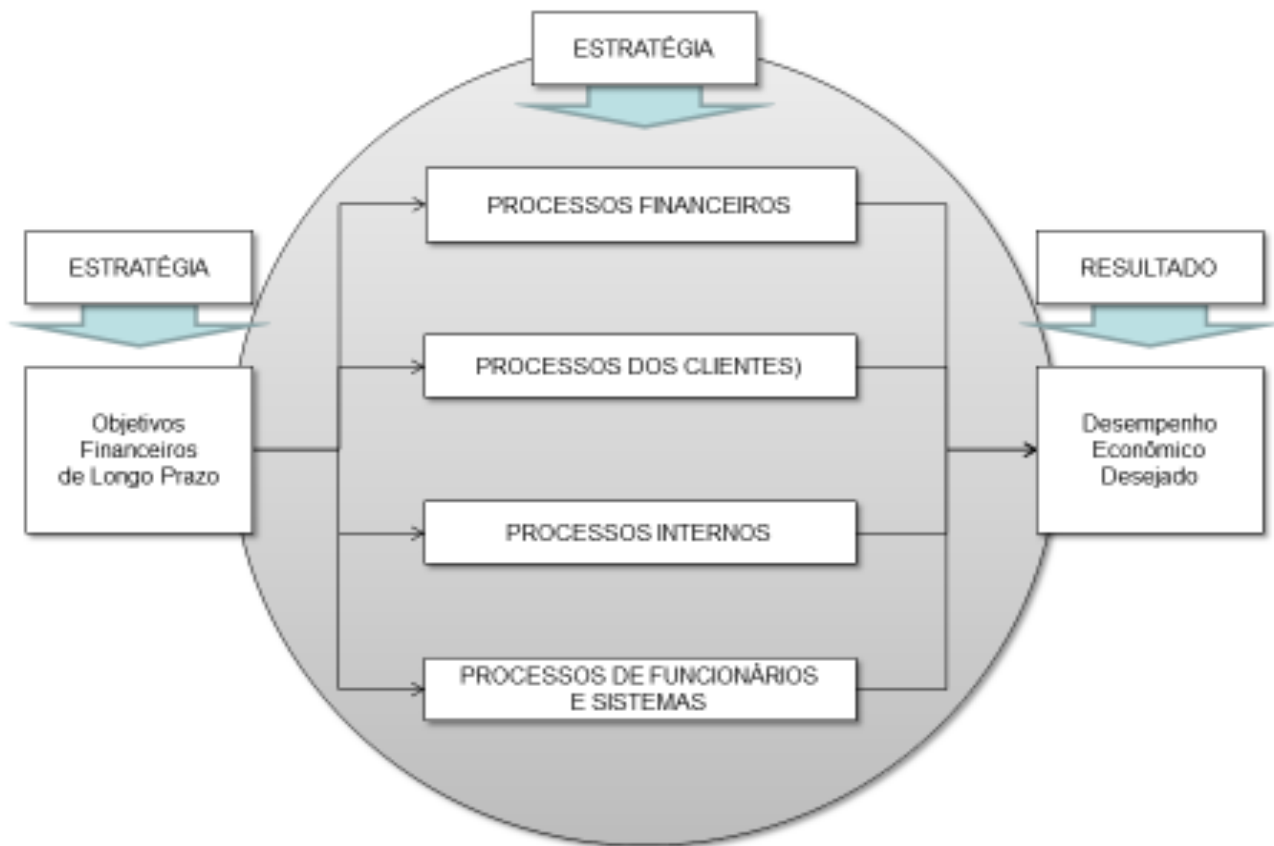 ESTRATÉGIA
PROCESSOS FINANCEIROS
ESTRATÉGIA
RESULTADO
PROCESSOS DOS CLIENTES)
Objetivos
Financeiros
de Longo Prazo
Desempenho
Econômico
Desejado
PROCESSOS INTERNOS
PROCESSOS DE FUNCIONÁRIOS
E SISTEMAS